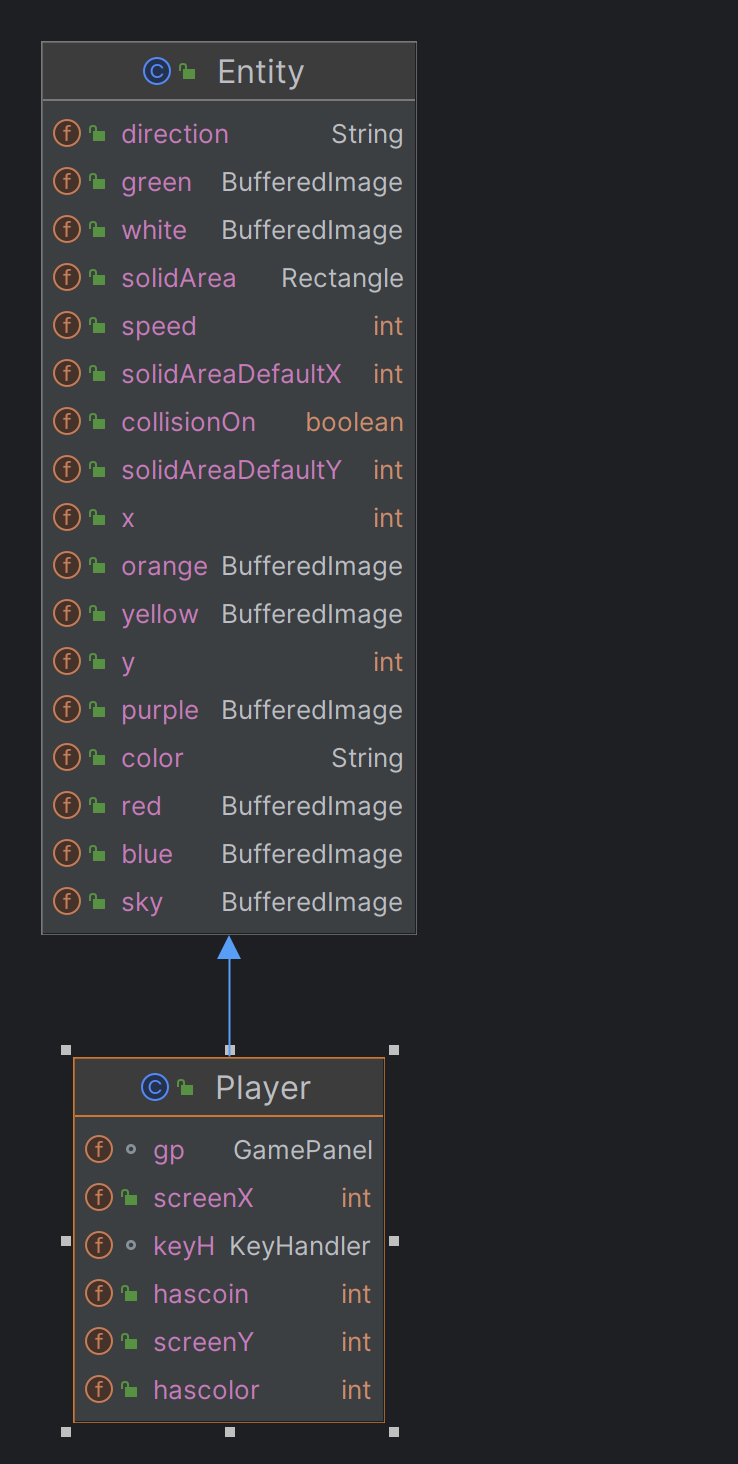 C Entity
f direction String
f green BufferedImage
f white BufferedImage
f solidArea Rectangle
f speed int
f solidAreaDefaultX int
f collisionOn boolean
f solidAreaDefaultY int
f x int
f orange BufferedImage
f yellow BufferedImage
f y int
f purple BufferedImage
f color String
f red BufferedImage
f blue BufferedImage
f sky BufferedImage
C Player
f gp GamePanel
f screenX int
f keyH KeyHandler
f hascoin int
f screenY int
f hascolor int